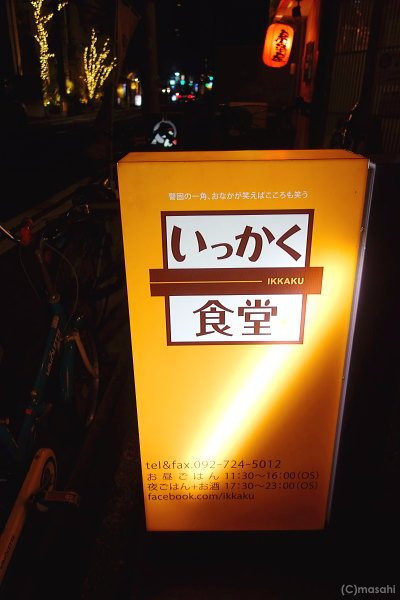 警固の一角、おなかが笑えばこころも笑う
いっかく
IKKAKU
食堂
tel&fax.092-724-5012
お昼ごはん 11:30～16:00(OS)
夜ごはん+お酒 17:30～23:00(OS)
facebook.com/ikkaku
(C)masahi